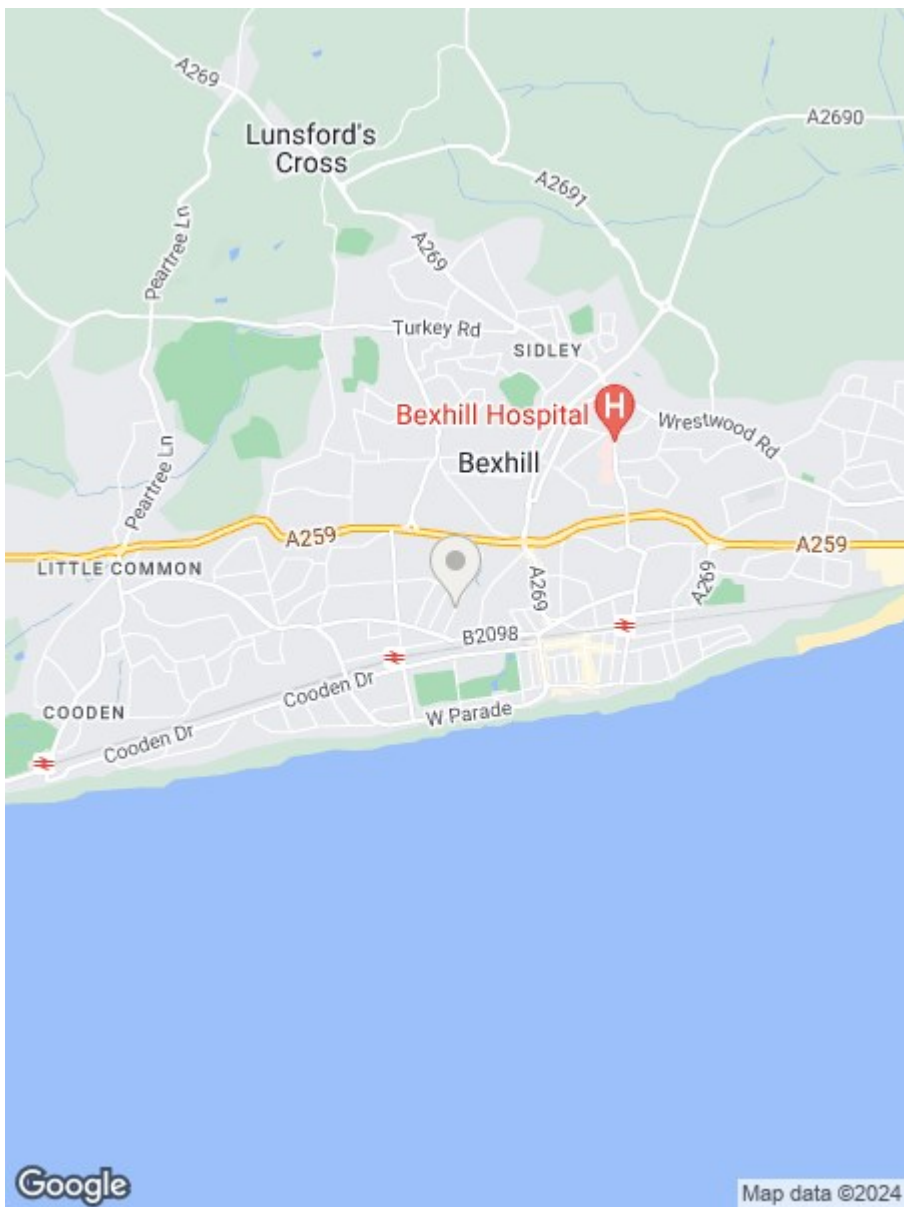 A269
A2690
Lunsford's
Cross
A2691
Peartree Ln
A269
Turkey Rd
SIDLEY
Bexhill Hospital
H
Wrestwood Rd
Bexhill
Peartree Ln
A259
A259
LITTLE COMMON
A269
A269
B2098
Cooden Dr
COODEN
W Parade
Cooden Dr
Google
Map data ©2024